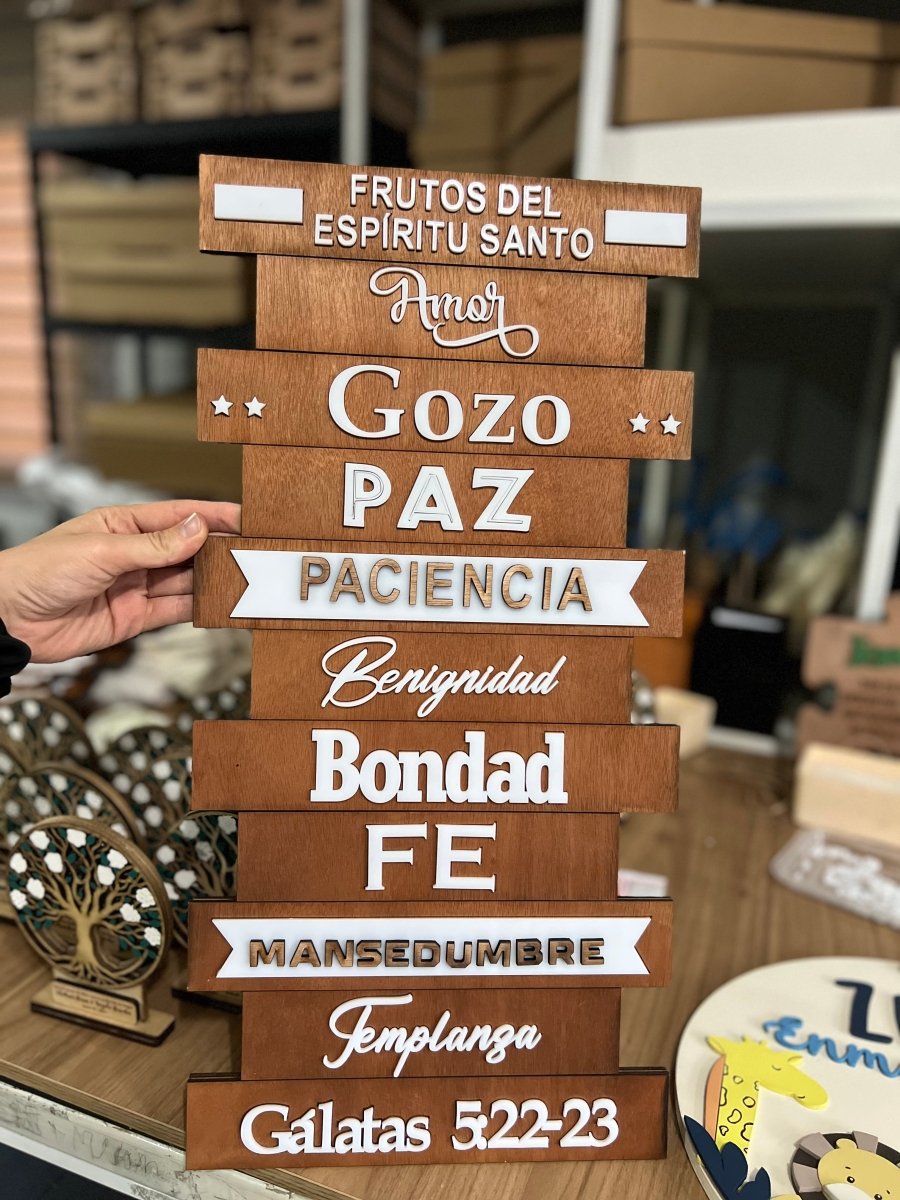 FRUTOS DEL
ESPÍRITU SANTO
Amor
Gozo
PAZ
PACIENCIA
Benignidad
Bondad
FE
MANSEDUMBRE
Templanza
Gálatas 5:22-23